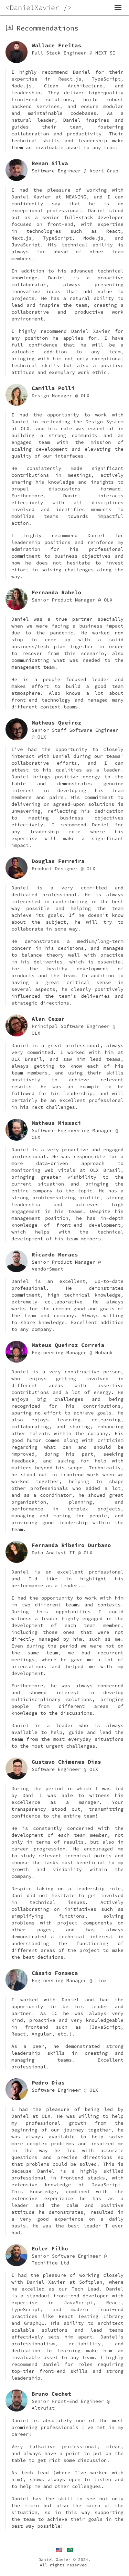 <DanielXavier />
Recommendations
Wallace Freitas
Full-Stack Engineer @ NCXT SI
I highly recommend Daniel for their
expertise in React.js, TypeScript,
Node.js, Clean Architecture, and
Leadership. They deliver high-quality
front-end solutions, build robust
backend services, and ensure modular
and maintainable codebases. As a
natural leader, Daniel inspires and
guides their team, fostering
collaboration and productivity. Their
technical skills and leadership make
them an invaluable asset to any team.
Renan Silva
Software Engineer @ Acert Grup
I had the pleasure of working with
Daniel Xavier at MEANING, and I can
confidently say that he is an
exceptional professional. Daniel stood
out as a senior full-stack developer
focused on front-end, with expertise
in technologies such as React,
Next.js, TypeScript, Node.js, and
JavaScript. His technical ability was
always far ahead of other team
members.
In addition to his advanced technical
knowledge, Daniel is a proactive
collaborator, always presenting
innovative ideas that add value to
projects. He has a natural ability to
lead and inspire the team, creating a
collaborative and productive work
environment.
I highly recommend Daniel Xavier for
any position he applies for. I have
full confidence that he will be a
valuable addition to any team,
bringing with him not only exceptional
technical skills but also a positive
attitude and exemplary work ethic.
Camilla Polli
Design Manager @ OLX
I had the opportunity to work with
Daniel in co-leading the Design System
at OLX, and his role was essential in
building a strong community and an
engaged team with the mission of
scaling development and elevating the
quality of our interfaces.
He consistently made significant
contributions in meetings, actively
sharing his knowledge and insights to
propel discussions forward.
Furthermore, Daniel interacts
effectively with all disciplines
involved and identifies moments to
mobilize teams towards impactful
action.
I highly recommend Daniel for
leadership positions and reinforce my
admiration for his professional
commitment to business objectives and
how he does not hesitate to invest
effort in solving challenges along the
way.
Fernanda Rabelo
Senior Product Manager @ OLX
Daniel was a true partner specially
when we were facing a business impact
due to the pandemic. He worked non
stop to come up with a solid
business/tech plan together with me
to recover from this scenario, also
communicating what was needed to his
management team.
He is a people focused leader and
makes effort to build a good team
atmosphere. Also knows a lot about
front-end technology and managed many
different context teams.
Matheus Queiroz
Senior Staff Software Engineer @ OLX
I've had the opportunity to closely
interact with Daniel during our teams'
collaborative efforts, and I can
attest to his qualities as a leader.
Daniel brings positive energy to the
table and demonstrates genuine
interest in developing his team
members and pairs. His commitment to
delivering on agreed-upon solutions is
unwavering, reflecting his dedication
to meeting business objectives
effectively. I recommend Daniel for
any leadership role where his
expertise will make a significant
impact.
Douglas Ferreira
Product Designer @ OLX
Daniel is a very committed and
dedicated professional. He is always
interested in contributing in the best
way possible and helping the team
achieve its goals. If he doesn't know
about the subject, he will try to
collaborate in some way.
He demonstrates a medium/long-term
concern in his decisions, and manages
to balance theory well with practice
in his deliveries, which is essential
for the healthy development of
products and the team. In addition to
having a great critical sense in
several aspects, he clearly positively
influenced the team's deliveries and
strategic directions.
Alan Cezar
Principal Software Engineer @ OLX
Daniel is a great professional, always
very committed. I worked with him at
OLX Brasil, and saw him lead teams,
always getting to know each of his
team members, and using their skills
positively to achieve relevant
results. He was an example to be
followed for his leadership, and will
certainly be an excellent professional
in his next challenges.
Matheus Missaci
Software Engineering Manager @ OLX
Daniel is a very proactive and engaged
professional. He was responsible for a
more data-driven approach to
monitoring web vitals at OLX Brasil,
bringing greater visibility to the
current situation and bringing the
entire company to the topic. He has a
strong problem-solving profile, strong
leadership and achieves high
engagement in his teams. Despite his
management position, he has in-depth
knowledge of front-end development,
which helps with the technical
development of his team members.
Ricardo Moraes
Senior Product Manager @ VendorSmart
Daniel is an excellent, up-to-date
professional. He demonstrates
commitment, high technical knowledge,
extremely collaborative. He always
works for the common good and goals of
the team and company. Always willing
to share knowledge. Excellent addition
to any company.
Mateus Queiroz Correia
Engineering Manager @ Nubank
Daniel is a very constructive person,
who enjoys getting involved in
different areas with assertive
contributions and a lot of energy. He
enjoys big challenges and being
recognized for his contributions,
sparing no effort to achieve goals. He
also enjoys learning, relearning,
collaborating, and sharing, enhancing
other talents within the company. His
good humor comes along with criticism
regarding what can and should be
improved, doing his part, seeking
feedback, and asking for help with
matters beyond his scope. Technically,
he stood out in frontend when we
worked together, helping to shape
other professionals who added a lot,
and as a coordinator, he showed great
organization, planning, and
performance in complex projects,
managing and caring for people, and
providing good leadership within the
team.
Fernanda Ribeiro Durbano
Data Analyst II @ OLX
Daniel is an excellent professional
and I'd like to highlight his
performance as a leader...
I had the opportunity to work with him
in two different teams and contexts.
During this opportunities I could
witness a leader highly engaged in the
development of each team member,
including those ones that were not
directly managed by him, such as me.
Even during the period we were not in
the same team, we had recurrent
meetings, where he gave me a lot of
orientations and helped me with my
development.
Furthermore, he was always concerned
and showed interest in develop
multidisciplinary solutions, bringing
people from different areas of
knowledge to the discussions.
Daniel is a leader who is always
available to help, guide and lead the
team from the most everyday situations
to the most urgent challenges.
Gustavo Chimenes Dias
Software Engineer @ OLX
During the period in which I was led
by Dani I was able to witness his
excellence as a manager. Your
transparency stood out, transmitting
confidence to the entire team!
He is constantly concerned with the
development of each team member, not
only in terms of results, but also in
career progression. He encouraged me
to study relevant technical points and
choose the tasks most beneficial to my
growth and visibility within the
company.
Despite taking on a leadership role,
Dani did not hesitate to get involved
in technical issues. Actively
collaborating on initiatives such as
identifying functions, solving
problems with project components on
other pages, and has always
demonstrated a technical interest in
understanding the functioning of
different areas of the project to make
the best decisions.
Cássio Fonseca
Engineering Manager @ Lins
I worked with Daniel and had the
opportunity to be his leader and
partner. As IC he was always very
kind, proactive and very knowledgeable
in frontend such as (JavaScript,
React, Angular, etc.).
As a peer, he demonstrated strong
leadership skills in creating and
managing teams. Excellent
professional.
Pedro Dias
Software Engineer @ OLX
I had the pleasure of being led by
Daniel at OLX. He was willing to help
my professional growth from the
beginning of our journey together, he
was always available to help solve
more complex problems and inspired me
in the way he led with accurate
questions and precise directions on
what problems could be solved. This is
because Daniel is a highly skilled
professional in frontend stacks, with
extensive knowledge of JavaScript.
This knowledge, combined with the
extensive experience he has as a
leader and the calm and positive
attitude he demonstrates, resulted in
a very good experience on a daily
basis. He was the best leader I ever
had.
Euler Filho
Senior Software Engineer @ Techifide Ltd
I had the pleasure of working closely
with Daniel Xavier at Softplan, where
he excelled as our Tech Lead. Daniel
is a standout front-end developer with
expertise in JavaScript, React,
TypeScript, and modern front-end
practices like React Testing Library
and GraphQL. His ability to architect
scalable solutions and lead teams
effectively sets him apart. Daniel's
professionalism, reliability, and
dedication to learning make him an
invaluable asset to any team. I highly
recommend Daniel for roles requiring
top-tier front-end skills and strong
leadership.
Bruno Cechet
Senior Front-End Engineer @ Altruist
Daniel is absolutely one of the most
promising professionals I've met in my
career!
Very talkative professional, clear,
and always have a point to put on the
table to get rich some discussion.
As tech lead (where I've worked with
him), shows always open to listen and
to help me and other colleagues.
Daniel has the skill to see not only
the micro but also the macro of the
situation, so in this way supporting
the team to achieve their goals in the
best way possible!
Daniel Xavier © 2024.
All rights reserved.